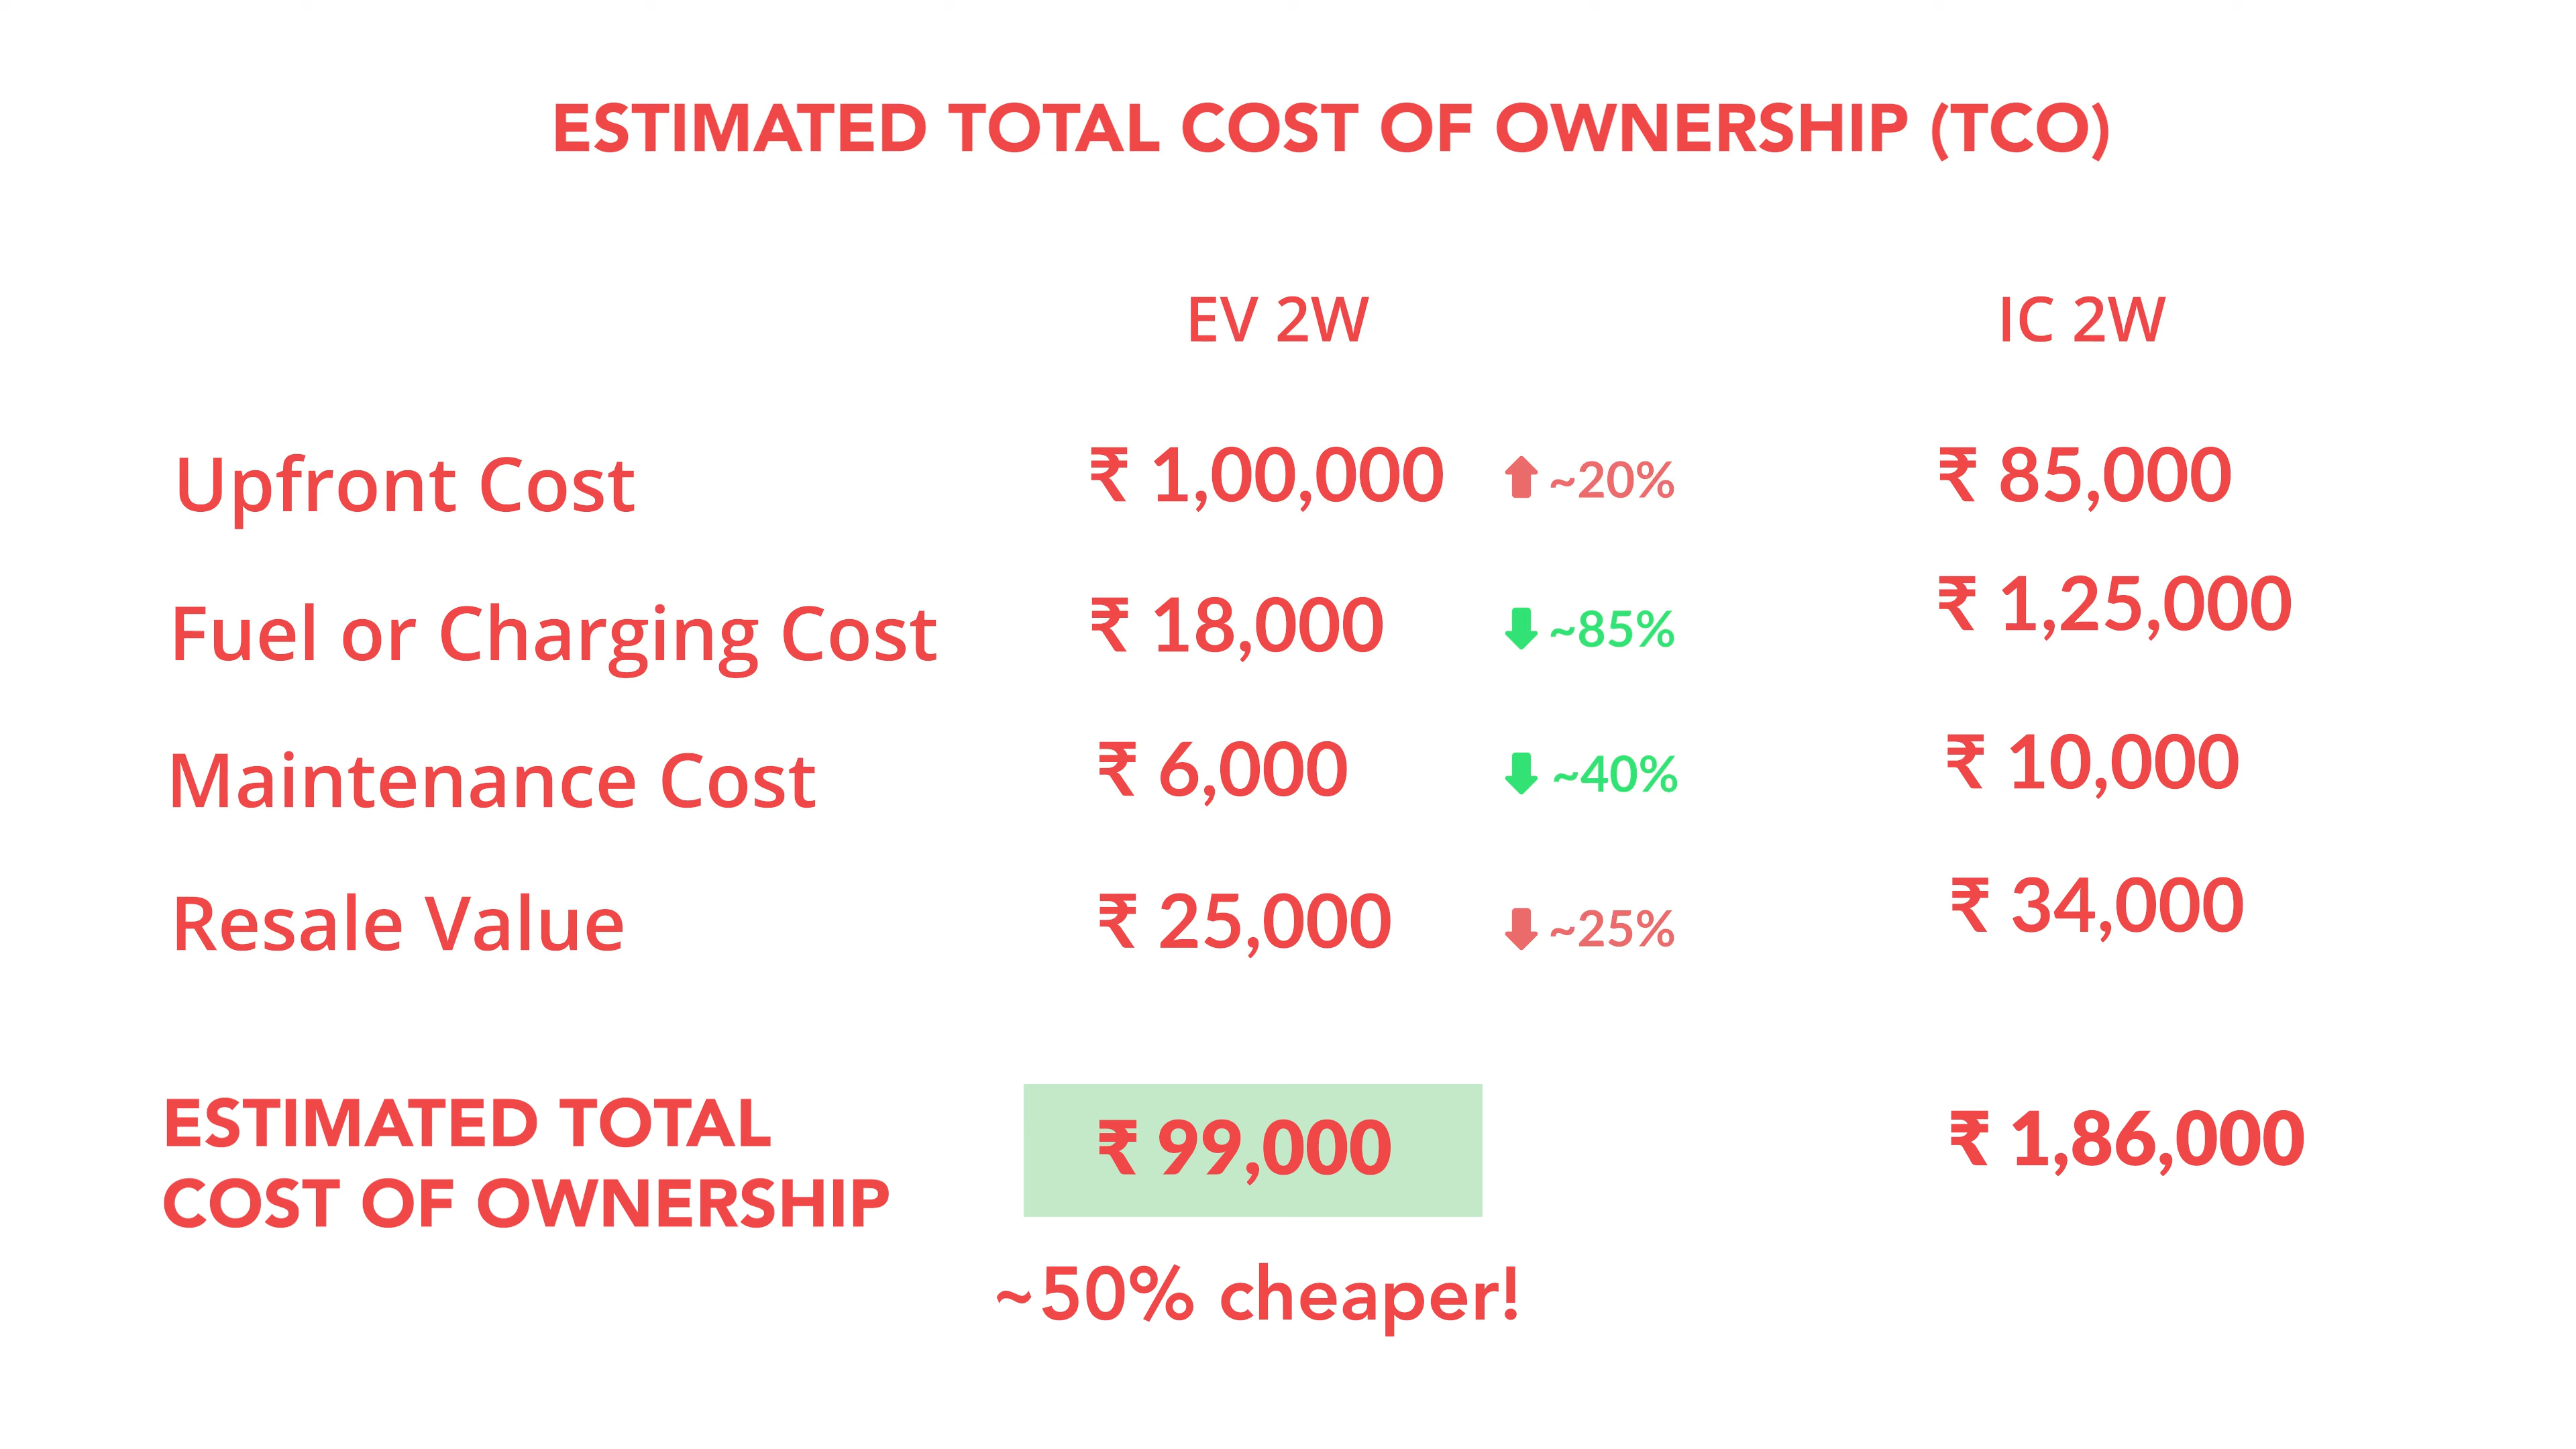 ESTIMATED TOTAL COST OF OWNERSHIP (TCO)
EV 2W IC 2W
Upfront Cost ₹ 1,00,000 ~20% ₹ 85,000
Fuel or Charging Cost ₹ 18,000 ~85% ₹ 1,25,000
Maintenance Cost ₹ 6,000 ~40% ₹ 10,000
Resale Value ₹ 25,000 ~25% ₹ 34,000
ESTIMATED TOTAL
COST OF OWNERSHIP ₹ 99,000 ₹ 1,86,000
~50% cheaper!